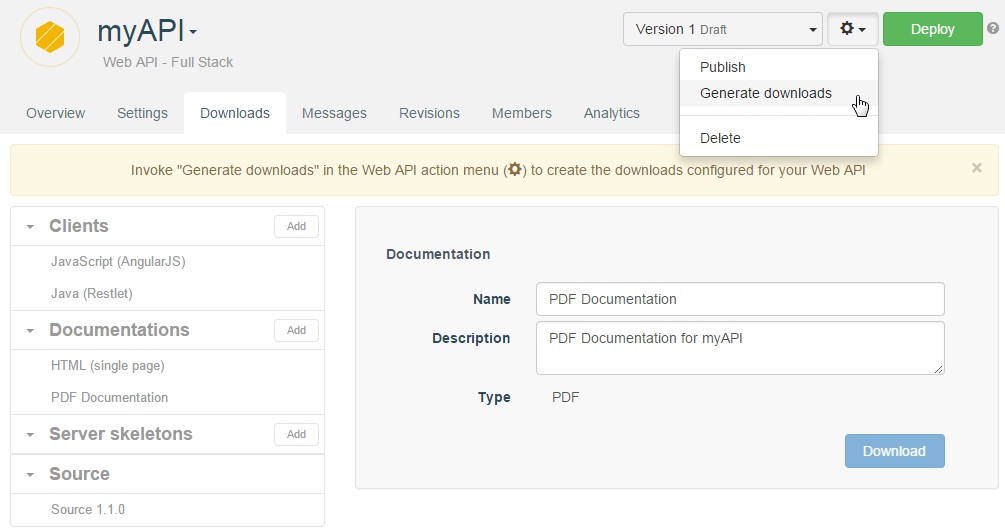 myAPI
Version 1 Draft
Deploy
Web API - Full Stack
Publish
Generate downloads
Delete
Overview
Settings
Downloads
Messages
Revisions
Members
Analytics
Invoke "Generate downloads" in the Web API action menu ( ) to create the downloads configured for your Web API
Clients
Add
JavaScript (AngularJS)
Java (Restlet)
Documentations
Add
HTML (single page)
PDF Documentation
Server skeletons
Add
Source
Source 1.1.0
Documentation
Name
PDF Documentation
Description
PDF Documentation for myAPI
Type
PDF
Download